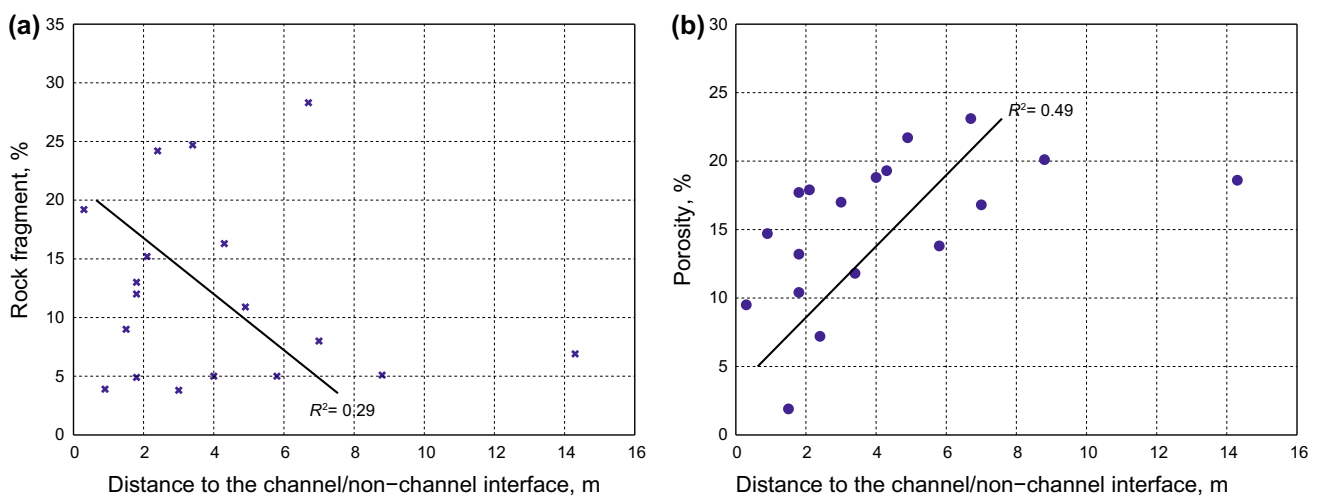 (a)
35
30
25
20
15
10
5
0
Rock fragment, %
R²= 0.29
0 2 4 6 8 10 12 14 16
Distance to the channel/non−channel interface, m
(b)
30
25
20
15
10
5
0
Porosity, %
R²= 0.49
0 2 4 6 8 10 12 14 16
Distance to the channel/non−channel interface, m